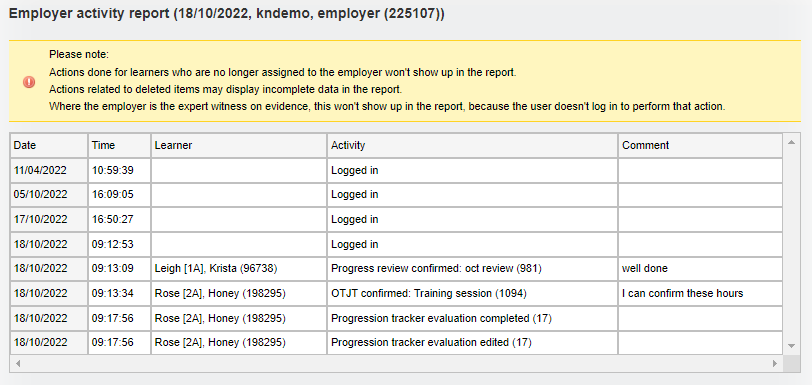 Employer activity report (18/10/2022, kndemo, employer (225107))
Please note:
Actions done for learners who are no longer assigned to the employer won't show up in the report.
Actions related to deleted items may display incomplete data in the report.
Where the employer is the expert witness on evidence, this won't show up in the report, because the user doesn't log in to perform that action.
Date Time Learner Activity Comment
11/04/2022 10:59:39 Logged in
05/10/2022 16:09:05 Logged in
17/10/2022 16:50:27 Logged in
18/10/2022 09:12:53 Logged in
18/10/2022 09:13:09 Leigh [1A], Krista (96738) Progress review confirmed: oct review (981) well done
18/10/2022 09:13:34 Rose [2A], Honey (198295) OTJT confirmed: Training session (1094) I can confirm these hours
18/10/2022 09:17:56 Rose [2A], Honey (198295) Progression tracker evaluation completed (17)
18/10/2022 09:17:56 Rose [2A], Honey (198295) Progression tracker evaluation edited (17)